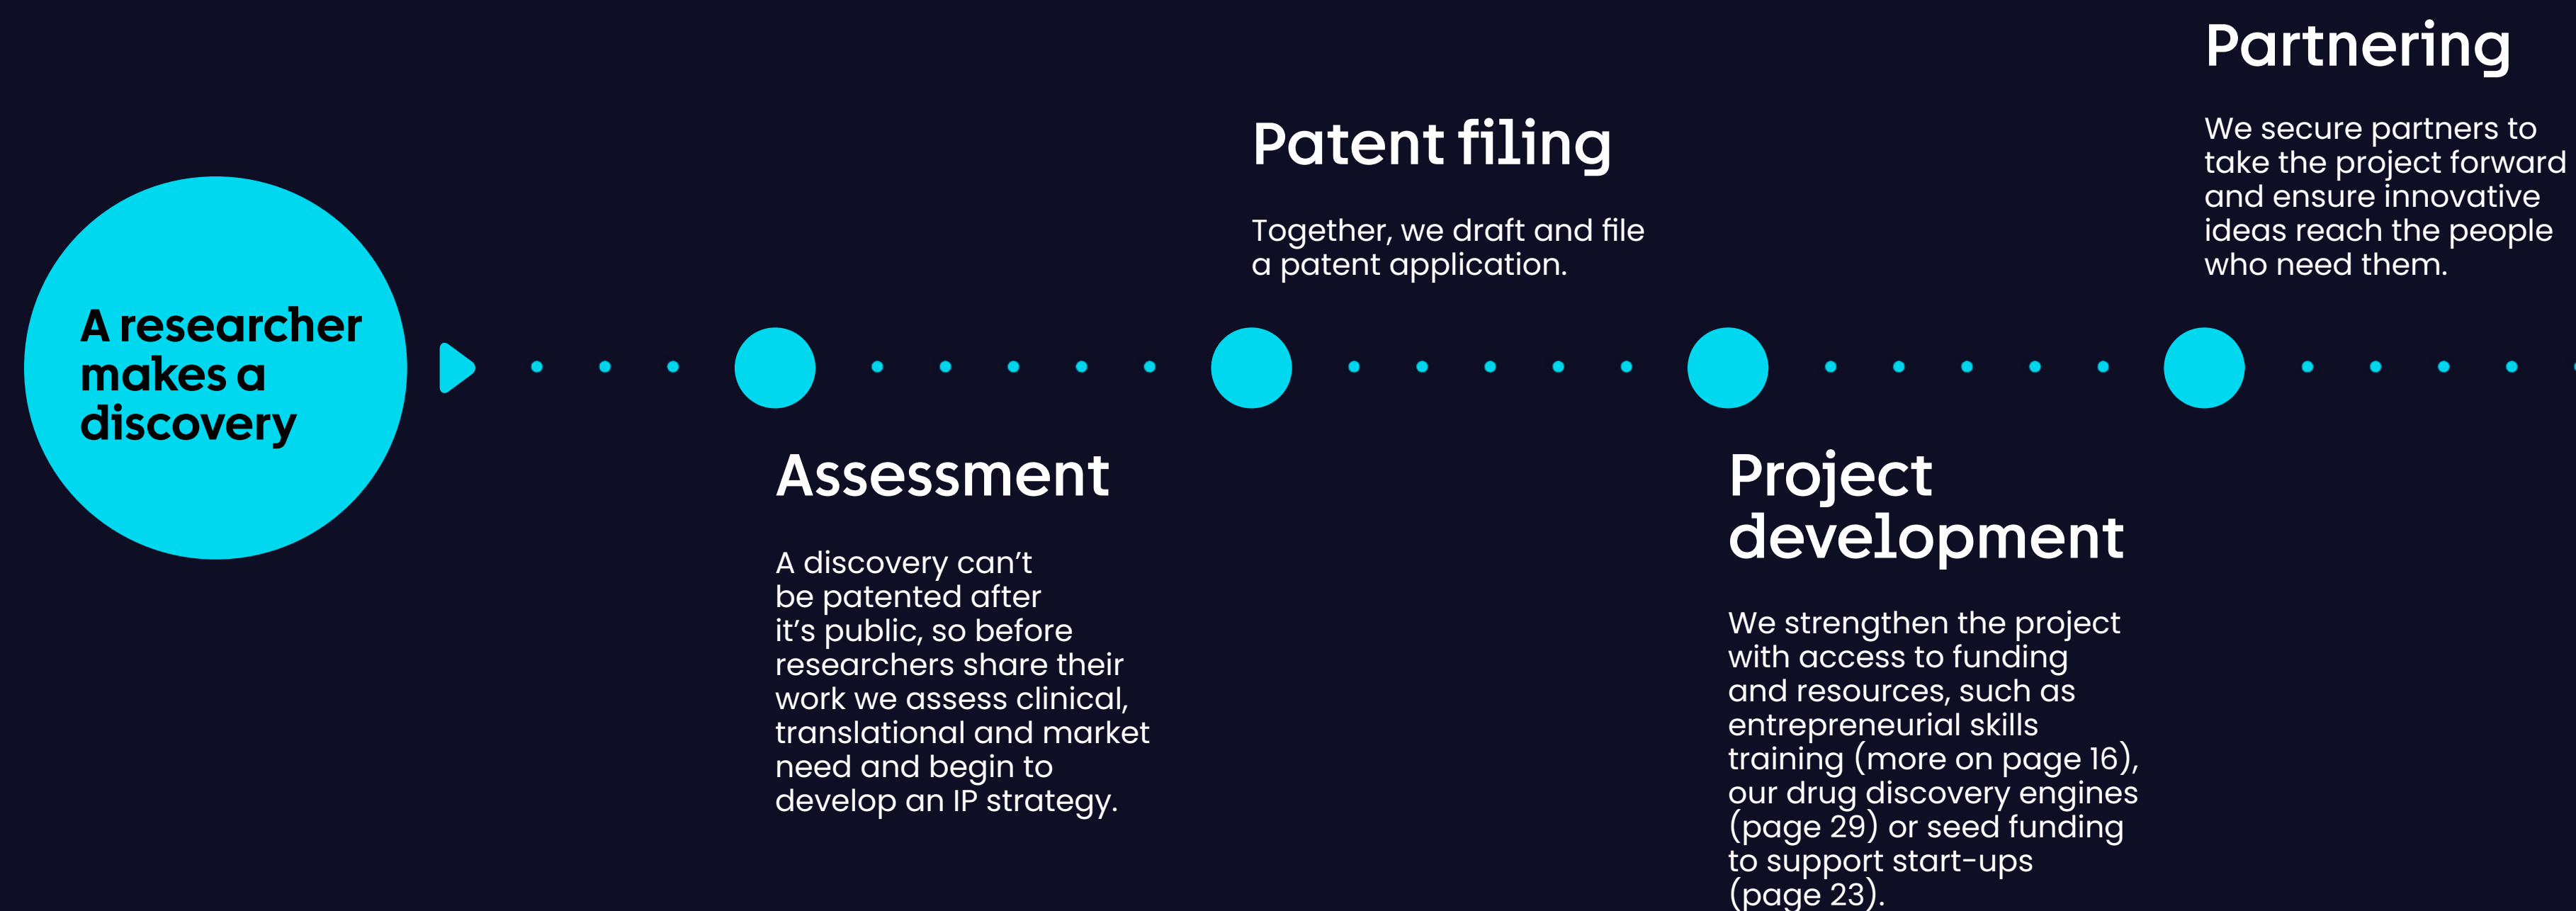 A researcher
makes a
discovery
Assessment
A discovery can’t
be patented after
it’s public, so before
researchers share their
work we assess clinical,
translational and market
need and begin to
develop an IP strategy.
Patent filing
Together, we draft and file
a patent application.
Project
development
We strengthen the project
with access to funding
and resources, such as
entrepreneurial skills
training (more on page 16),
our drug discovery engines
(page 29) or seed funding
to support start-ups
(page 23).
Partnering
We secure partners to
take the project forward
and ensure innovative
ideas reach the people
who need them.